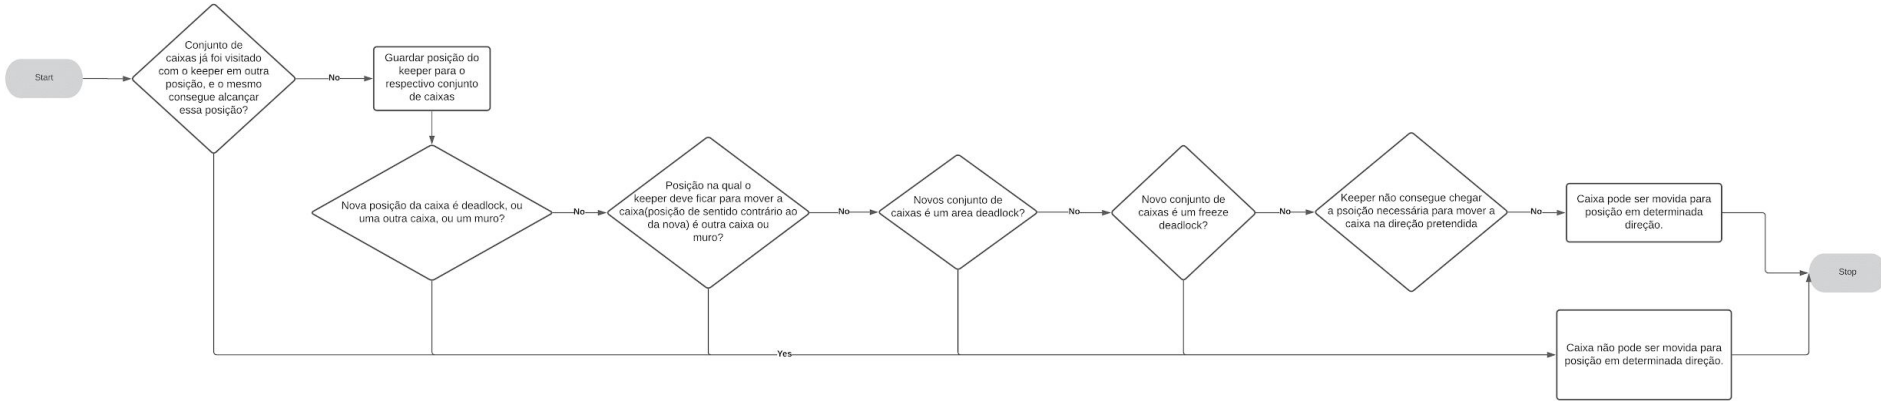 Start
Conjunto de
caixas já foi visitado
com o keeper em outra
posição, e o mesmo
consegue alcançar
essa posição?
No
Guardar posição do
keeper para o
respectivo conjunto
de caixas
Nova posição da caixa é deadlock, ou
uma outra caixa, ou um muro?
No
Posição na qual o
keeper deve ficar para mover a
caixa(posição de sentido contrário ao
da nova) é outra caixa ou
muro?
No
Novos conjunto de
caixas é um area deadlock?
No
Novo conjunto de
caixas é um freeze
deadlock?
No
Keeper não consegue chegar
a psoição necessária para mover a
caixa na direção pretendida
No
Caixa pode ser movida para
posição em determinada
direção.
Stop
Yes
Caixa não pode ser movida para
posição em determinada direção.